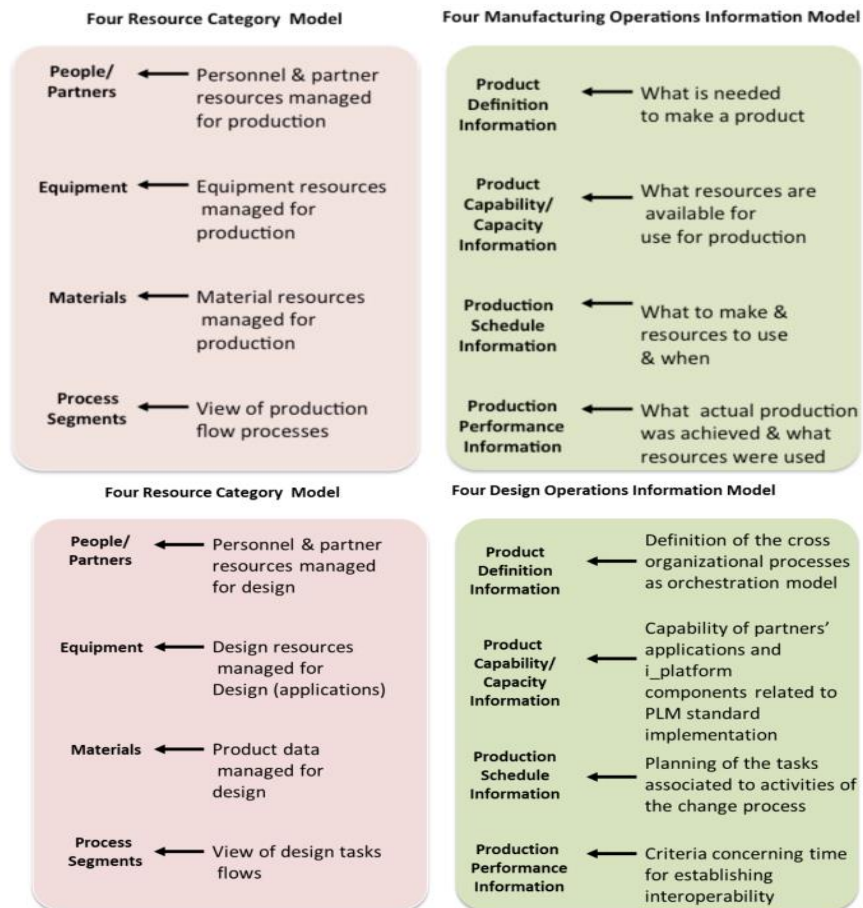 Four Resource Category Model
People/
Partners
Personnel & partner
resources managed
for production
Equipment
Equipment resources
managed for
production
Materials
Material resources
managed for
production
Process
Segments
View of production
flow processes
Four Manufacturing Operations Information Model
Product
Definition
Information
What is needed
to make a product
Product
Capability/
Capacity
Information
What resources are
available for
use for production
Production
Schedule
Information
What to make &
resources to use
& when
Production
Performance
Information
What actual production
was achieved & what
resources were used
Four Resource Category Model
People/
Partners
Personnel & partner
resources managed
for design
Equipment
Design resources
managed for
Design (applications)
Materials
Product data
managed for
design
Process
Segments
View of design tasks
flows
Four Design Operations Information Model
Product
Definition
Information
Definition of the cross
organizational processes
as orchestration model
Product
Capability/
Capacity
Information
Capability of partners’
applications and
i_platform
components related to
PLM standard
implementation
Production
Schedule
Information
Planning of the tasks
associated to activities of
the change process
Production
Performance
Information
Criteria concerning time
for establishing
interoperability